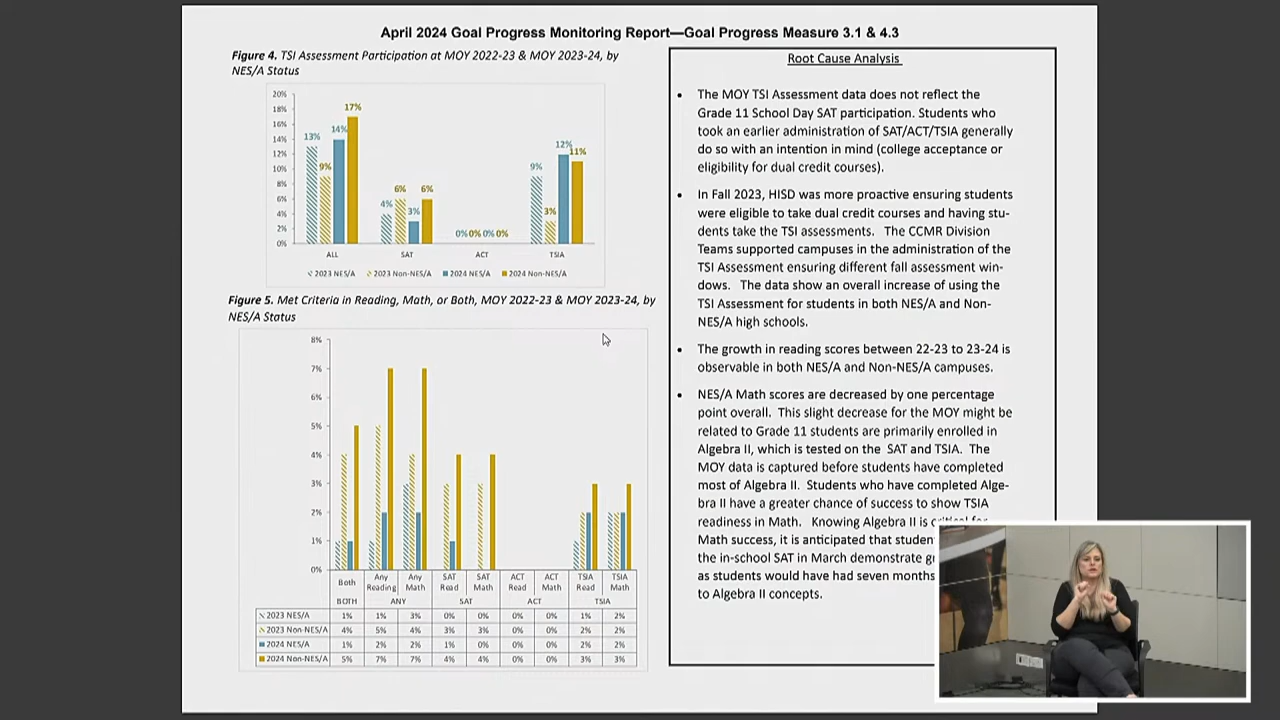 April 2024 Goal Progress Monitoring Report—Goal Progress Measure 3.1 & 4.3
Figure 4. TSI Assessment Participation at MOY 2022-23 & MOY 2023-24, by
NES/A Status
20%
18%
16%
14%
12%
10%
8%
6%
4%
2%
0%
13%
9%
14%
17%
4%
6%
3%
6%
0% 0% 0% 0%
9%
3%
12%
11%
ALL SAT ACT TSIA
2023 NES/A 2023 Non-NES/A 2024 NES/A 2024 Non-NES/A
Figure 5. Met Criteria in Reading, Math, or Both, MOY 2022-23 & MOY 2023-24, by
NES/A Status
8%
7%
6%
5%
4%
3%
2%
1%
0%
Both Any Any SAT SAT ACT ACT TSIA TSIA
Reading Math Read Math Read Math Read Math
BOTH ANY SAT ACT TSIA
2023 NES/A 1% 1% 3% 0% 0% 0% 0% 1% 2%
2023 Non-NES/A 4% 5% 4% 3% 3% 0% 0% 2% 2%
2024 NES/A 1% 2% 2% 1% 0% 0% 0% 2% 2%
2024 Non-NES/A 5% 7% 7% 4% 4% 0% 0% 3% 3%
Root Cause Analysis
• The MOY TSI Assessment data does not reflect the
Grade 11 School Day SAT participation. Students who
took an earlier administration of SAT/ACT/TSIA generally
do so with an intention in mind (college acceptance or
eligibility for dual credit courses).
• In Fall 2023, HISD was more proactive ensuring students
were eligible to take dual credit courses and having stu-
dents take the TSI assessments. The CCMR Division
Teams supported campuses in the administration of the
TSI Assessment ensuring different fall assessment win-
dows. The data show an overall increase of using the
TSI Assessment for students in both NES/A and Non-
NES/A high schools.
• The growth in reading scores between 22-23 to 23-24 is
observable in both NES/A and Non-NES/A campuses.
• NES/A Math scores are decreased by one percentage
point overall. This slight decrease for the MOY might be
related to Grade 11 students are primarily enrolled in
Algebra II, which is tested on the SAT and TSIA. The
MOY data is captured before students have completed
most of Algebra II. Students who have completed Alge-
bra II have a greater chance of success to show TSIA
readiness in Math. Knowing Algebra II is
Math success, it is anticipated that
the in-school SAT in March demonstrate
as students would have had seven months
to Algebra II concepts.